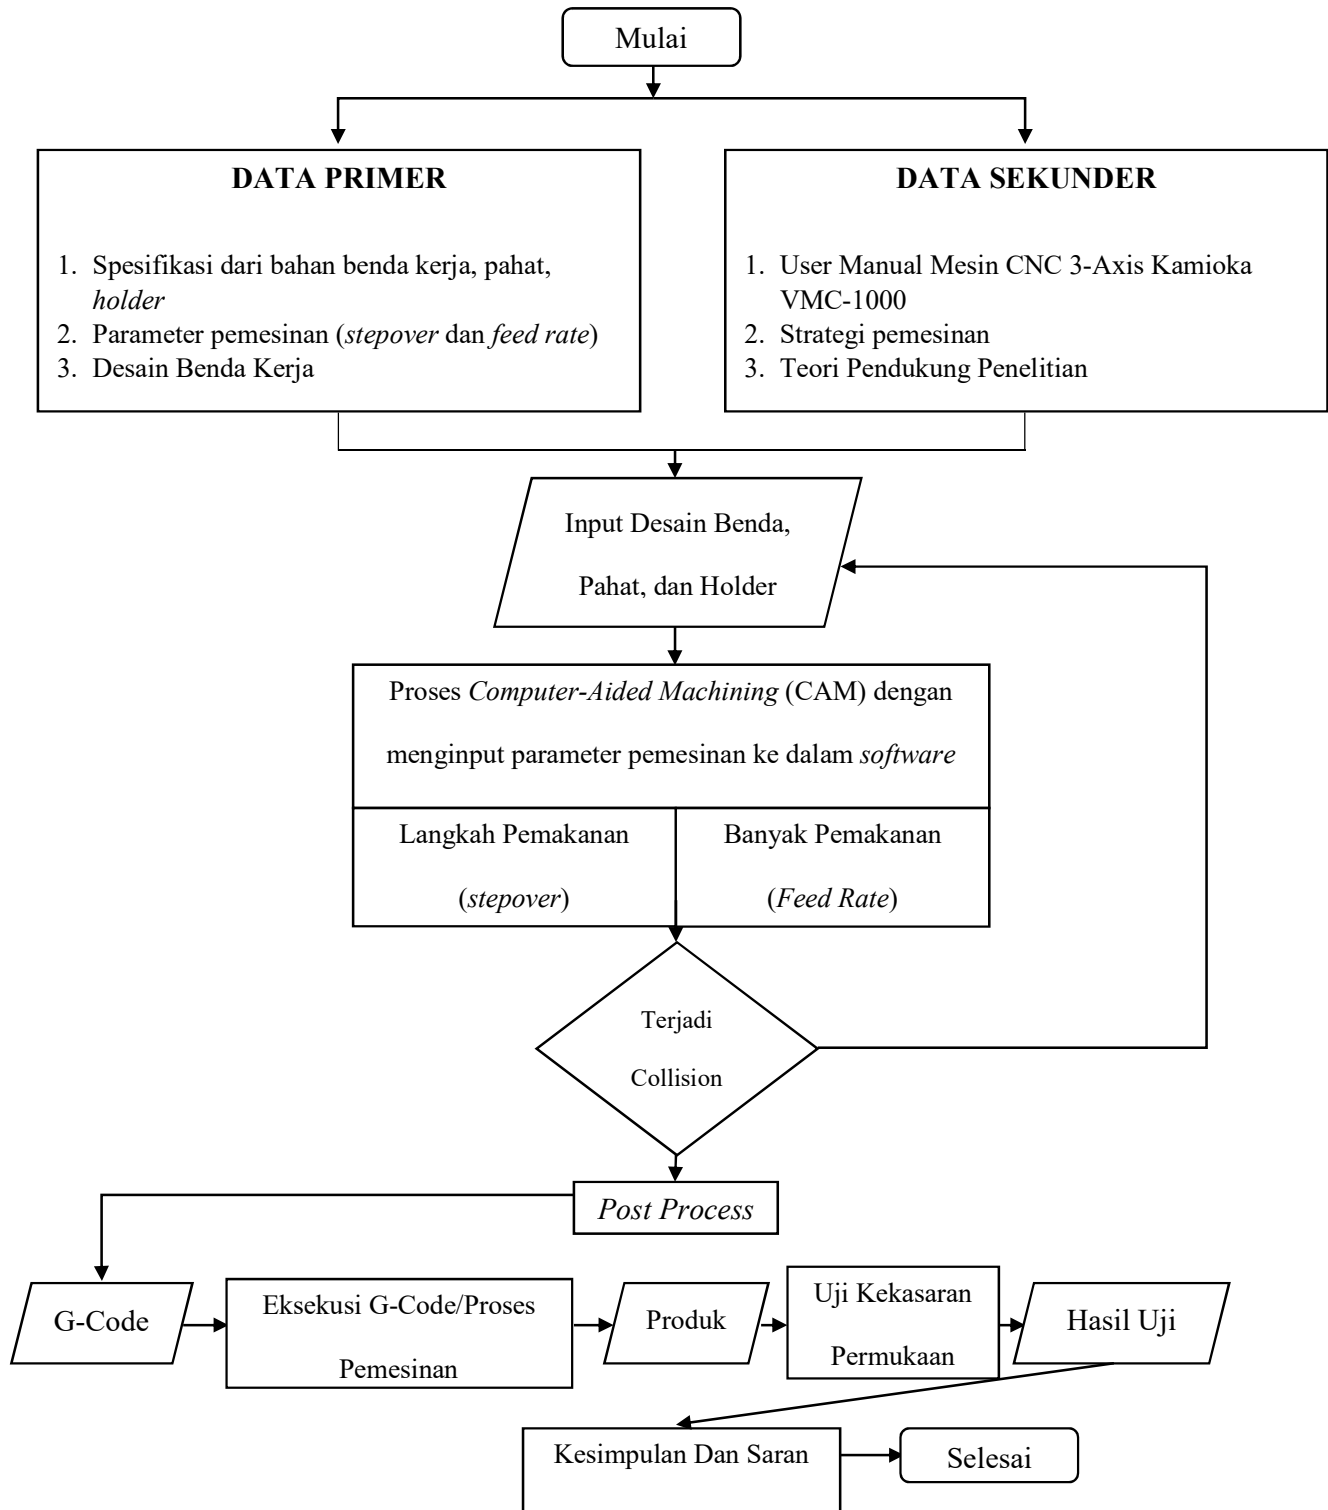 Mulai
DATA PRIMER
1. Spesifikasi dari bahan benda kerja, pahat,
holder
2. Parameter pemesinan (stepover dan feed rate)
3. Desain Benda Kerja
DATA SEKUNDER
1. User Manual Mesin CNC 3-Axis Kamioka
VMC-1000
2. Strategi pemesinan
3. Teori Pendukung Penelitian
Input Desain Benda,
Pahat, dan Holder
Proses Computer-Aided Machining (CAM) dengan
menginput parameter pemesinan ke dalam software
Langkah Pemakanan
(stepover)
Banyak Pemakanan
(Feed Rate)
Terjadi
Collision
Post Process
G-Code
Eksekusi G-Code/Proses
Pemesinan
Produk
Uji Kekasaran
Permukaan
Hasil Uji
Kesimpulan Dan Saran
Selesai